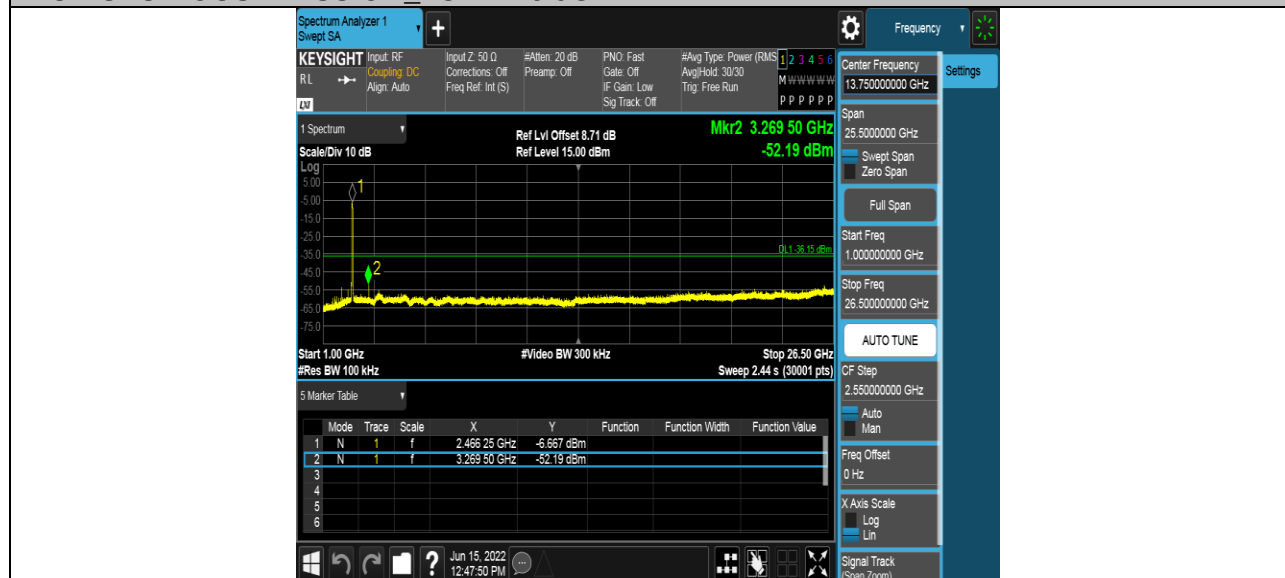 Spectrum Analyzer 1
Swept SA
Frequency
KEYSIGHT
RL
LXI
Input: RF
Coupling: DC
Align: Auto
Input Z: 50 Ω
Corrections: Off
Freq Ref: Int (S)
#Atten: 20 dB
Preamp: Off
PNO: Fast
Gate: Off
IF Gain: Low
Sig Track: Off
#Avg Type: Power (RMS
Avg|Hold: 30/30
Trig: Free Run
1 2 3 4 5 6
M W W W W W
P P P P P P
Center Frequency
13.750000000 GHz
Settings
Span
25.5000000 GHz
Swept Span
Zero Span
Full Span
Start Freq
1.000000000 GHz
Stop Freq
26.500000000 GHz
AUTO TUNE
CF Step
2.550000000 GHz
Auto
Man
Freq Offset
0 Hz
X Axis Scale
Log
Lin
Signal Track
(Span Zoom)
1 Spectrum
Scale/Div 10 dB
Ref Lvl Offset 8.71 dB
Ref Level 15.00 dBm
Mkr2 3.269 50 GHz
-52.19 dBm
Log
5.00
-5.00
-15.0
-25.0
-35.0
-45.0
-55.0
-65.0
-75.0
1
2
DL1 -36.15 dBm
Start 1.00 GHz
#Video BW 300 kHz
Stop 26.50 GHz
#Res BW 100 kHz
Sweep 2.44 s (30001 pts)
5 Marker Table
Mode Trace Scale X Y Function Function Width Function Value
1 N 1 f 2.466 25 GHz -6.667 dBm
2 N 1 f 3.269 50 GHz -52.19 dBm
3
4
5
6
?
Jun 15, 2022
12:47:50 PM